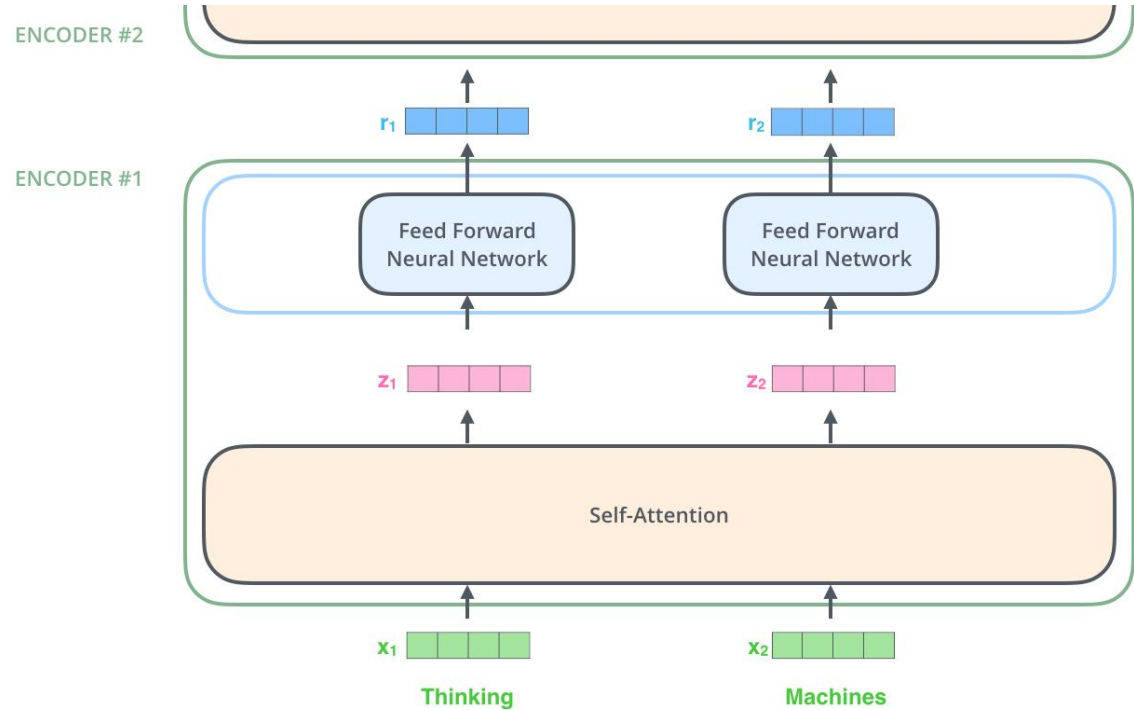 ENCODER #2
r₁
r₂
ENCODER #1
Feed Forward
Neural Network
Feed Forward
Neural Network
z₁
z₂
Self-Attention
x₁
x₂
Thinking
Machines